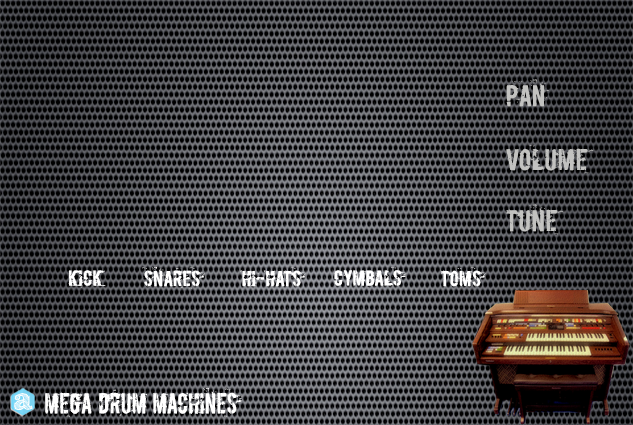 PAN
VOLUME
TUNE
KICK SNARES HI-HATS CYMBALS TOMS
MEGA DRUM MACHINES